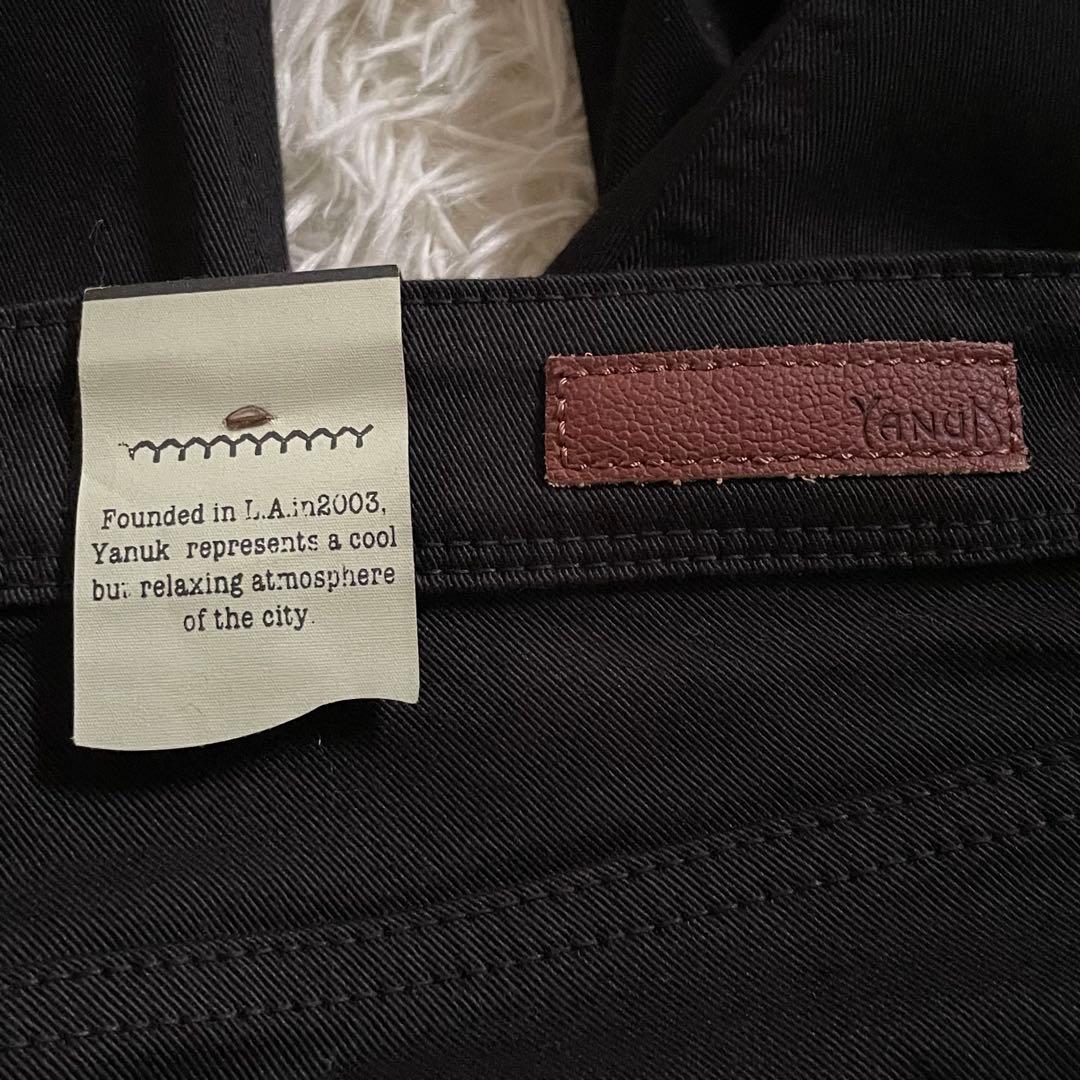 Founded in L.A.in2003,
Yanuk represents a cool
but relaxing atmosphere
of the city.
YANUK